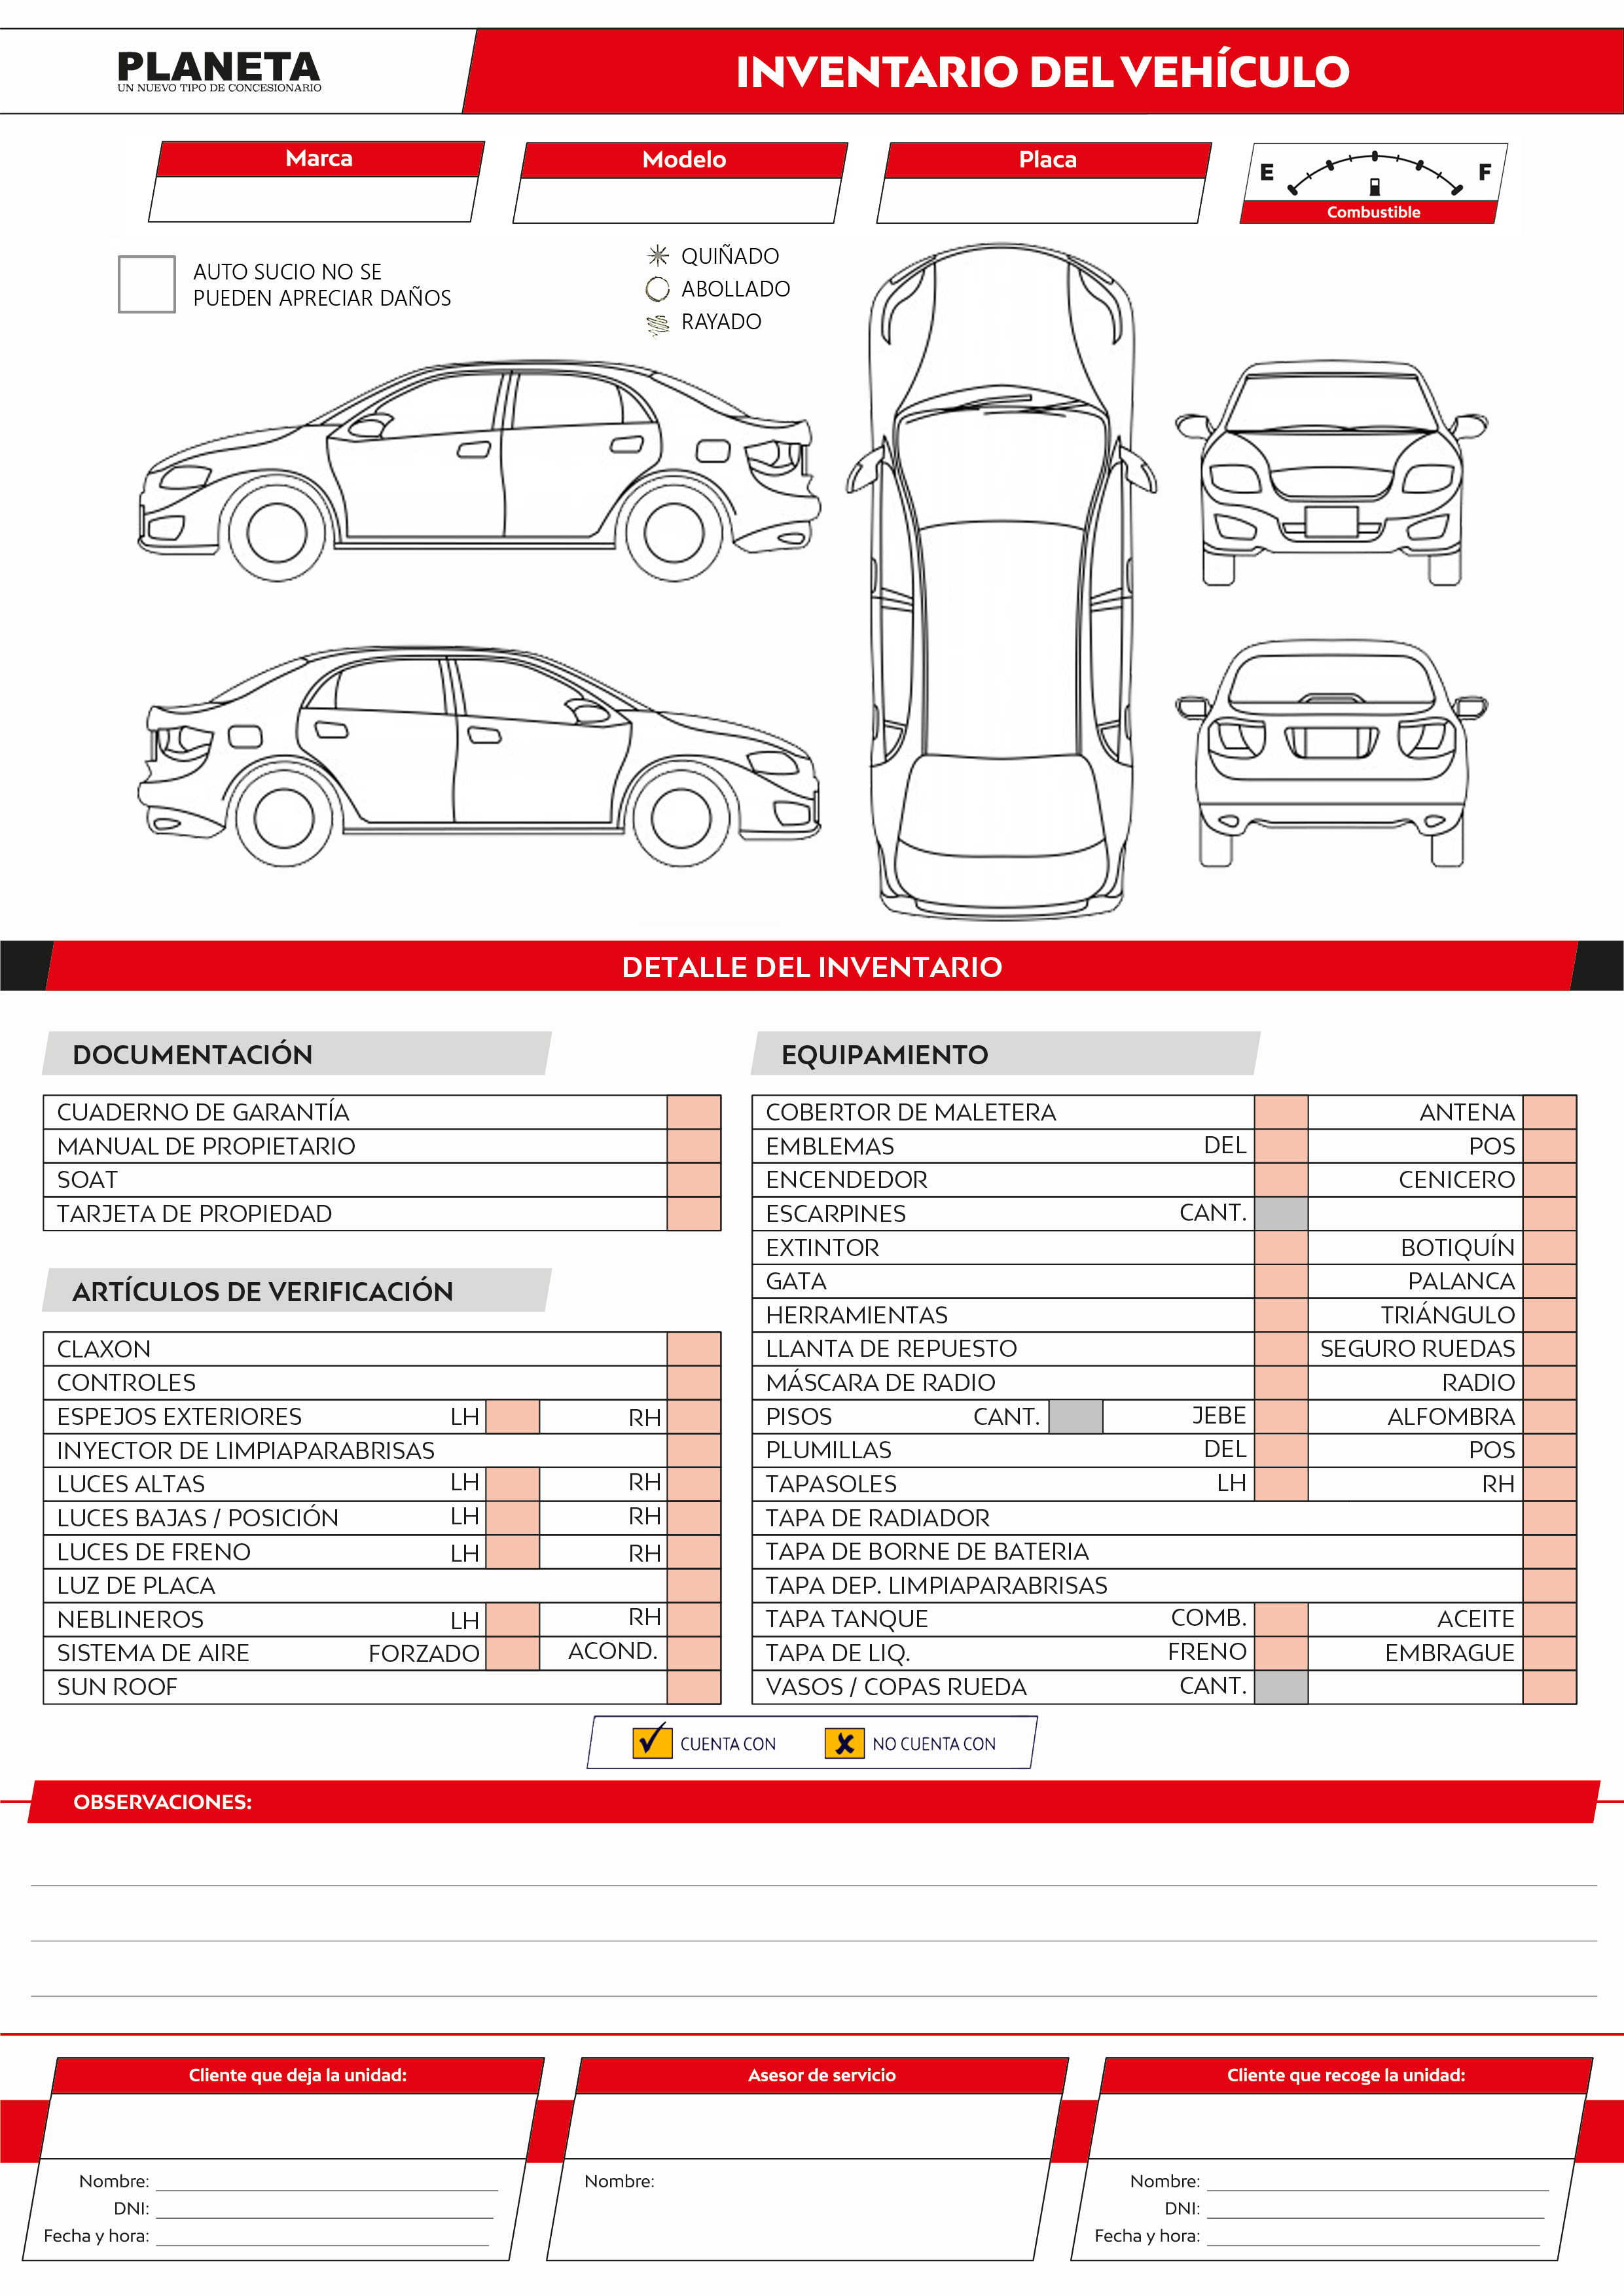 PLANETA
UN NUEVO TIPO DE CONCESIONARIO
INVENTARIO DEL VEHÍCULO
Marca
Modelo
Placa
E
F
Combustible
AUTO SUCIO NO SE
PUEDEN APRECIAR DAÑOS
QUIÑADO
ABOLLADO
RAYADO
DETALLE DEL INVENTARIO
DOCUMENTACIÓN
CUADERNO DE GARANTÍA
MANUAL DE PROPIETARIO
SOAT
TARJETA DE PROPIEDAD
ARTÍCULOS DE VERIFICACIÓN
CLAXON
CONTROLES
ESPEJOS EXTERIORES LH RH
INYECTOR DE LIMPIAPARABRISAS
LUCES ALTAS LH RH
LUCES BAJAS / POSICIÓN LH RH
LUCES DE FRENO LH RH
LUZ DE PLACA
NEBLINEROS LH RH
SISTEMA DE AIRE FORZADO ACOND.
SUN ROOF
EQUIPAMIENTO
COBERTOR DE MALETERA ANTENA
EMBLEMAS DEL POS
ENCENDEDOR CENICERO
ESCARPINES CANT.
EXTINTOR BOTIQUÍN
GATA PALANCA
HERRAMIENTAS TRIÁNGULO
LLANTA DE REPUESTO SEGURO RUEDAS
MÁSCARA DE RADIO RADIO
PISOS CANT. JEBE ALFOMBRA
PLUMILLAS DEL POS
TAPASOLES LH RH
TAPA DE RADIADOR
TAPA DE BORNE DE BATERIA
TAPA DEP. LIMPIAPARABRISAS
TAPA TANQUE COMB. ACEITE
TAPA DE LIQ. FRENO EMBRAGUE
VASOS / COPAS RUEDA CANT.
CUENTA CON
NO CUENTA CON
OBSERVACIONES:
Cliente que deja la unidad:
Nombre:
DNI:
Fecha y hora:
Asesor de servicio
Nombre:
Cliente que recoge la unidad:
Nombre:
DNI:
Fecha y hora: